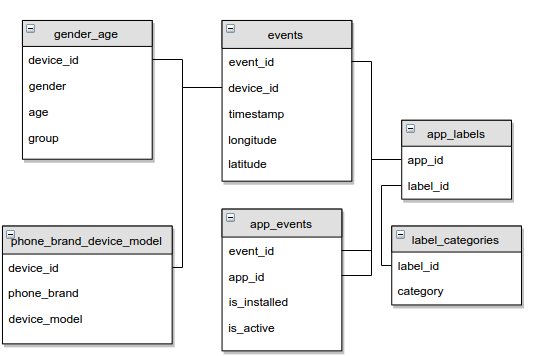 gender_age
device_id
gender
age
group
events
event_id
device_id
timestamp
longitude
latitude
app_labels
app_id
label_id
phone_brand_device_model
device_id
phone_brand
device_model
app_events
event_id
app_id
is_installed
is_active
label_categories
label_id
category